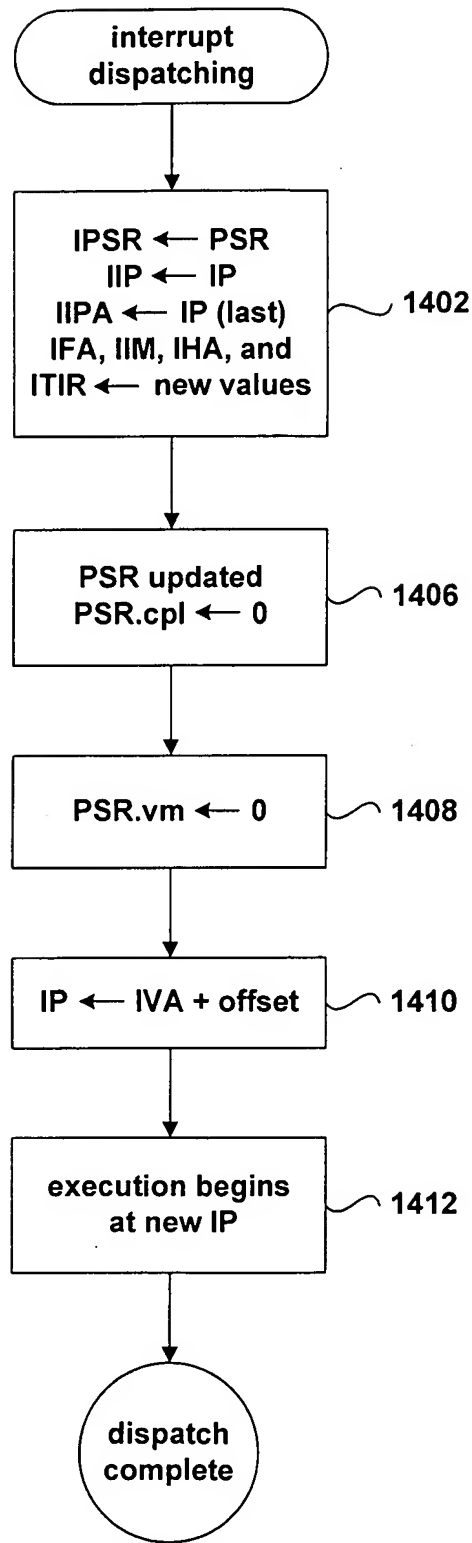 interrupt
dispatching
IPSR ← PSR
IIP ← IP
IIPA ← IP (last)
IFA, IIM, IHA, and
ITIR ← new values
1402
PSR updated
PSR.cpl ← 0
1406
PSR.vm ← 0
1408
IP ← IVA + offset
1410
execution begins
at new IP
1412
dispatch
complete